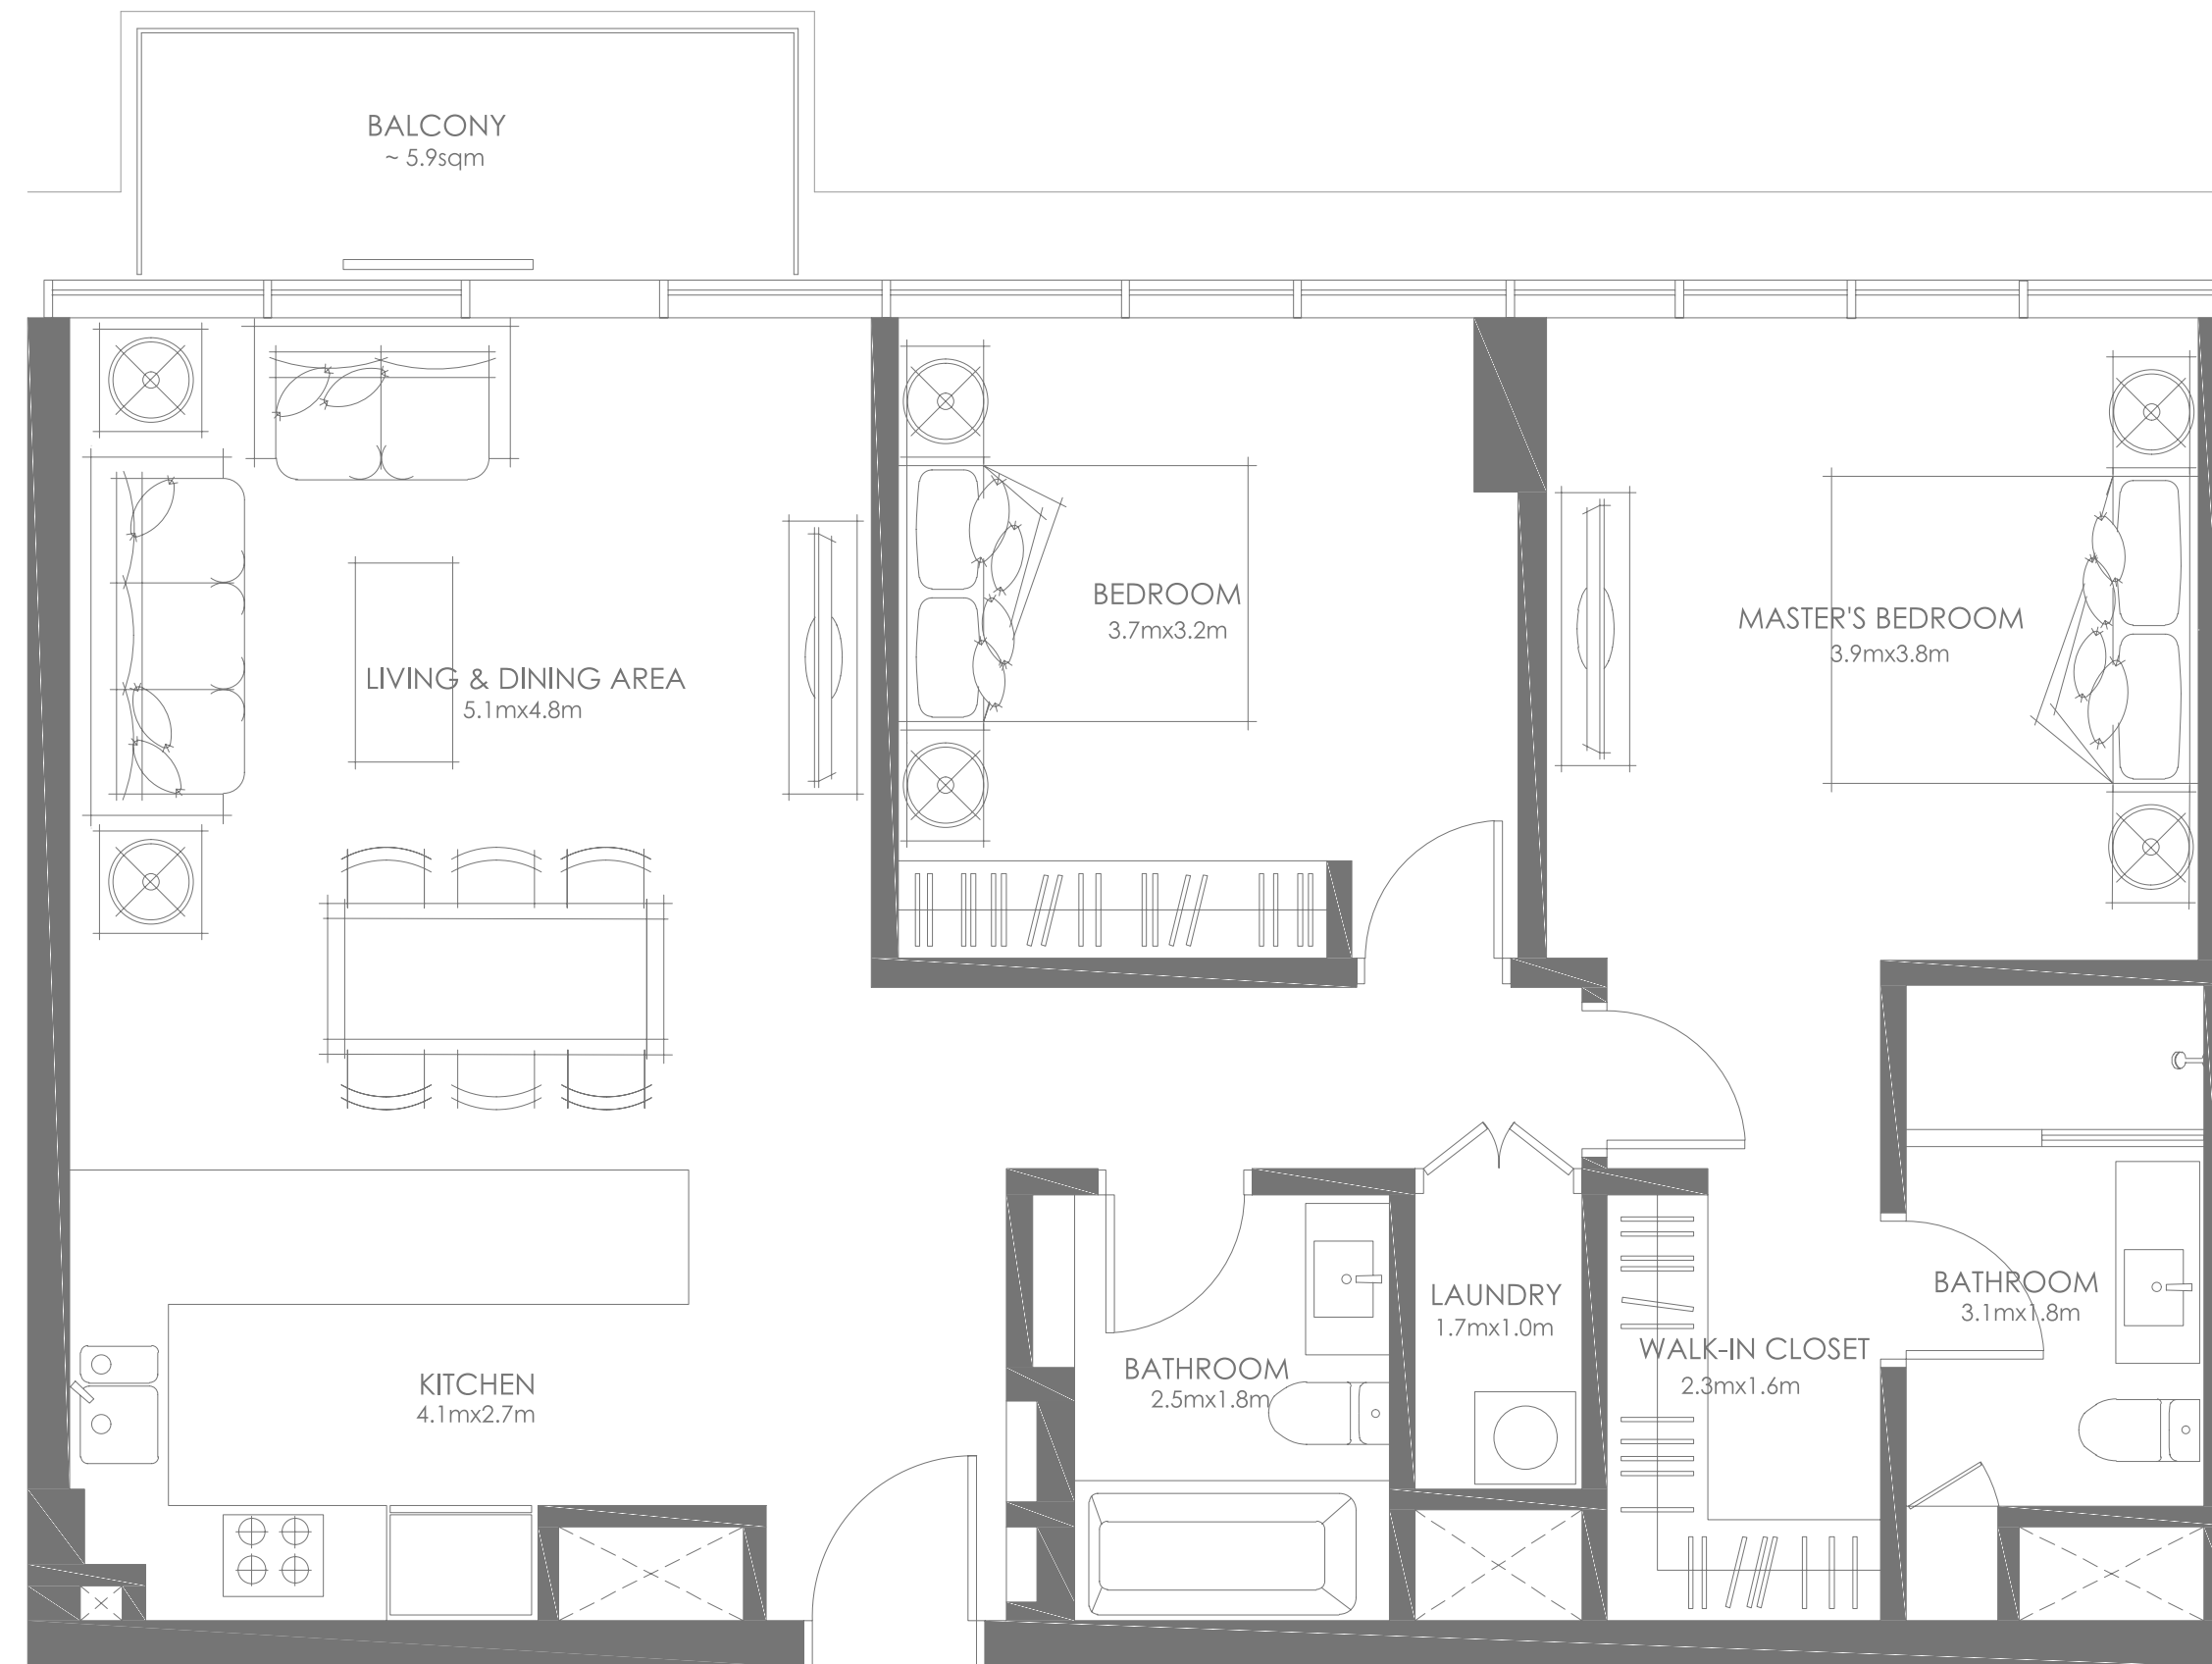 BALCONY
~ 5.9sqm
BEDROOM
3.7mx3.2m
MASTER'S BEDROOM
3.9mx3.8m
LIVING & DINING AREA
5.1mx4.8m
LAUNDRY
1.7mx1.0m
BATHROOM
3.1mx1.8m
WALK-IN CLOSET
2.3mx1.6m
BATHROOM
2.5mx1.8m
KITCHEN
4.1mx2.7m